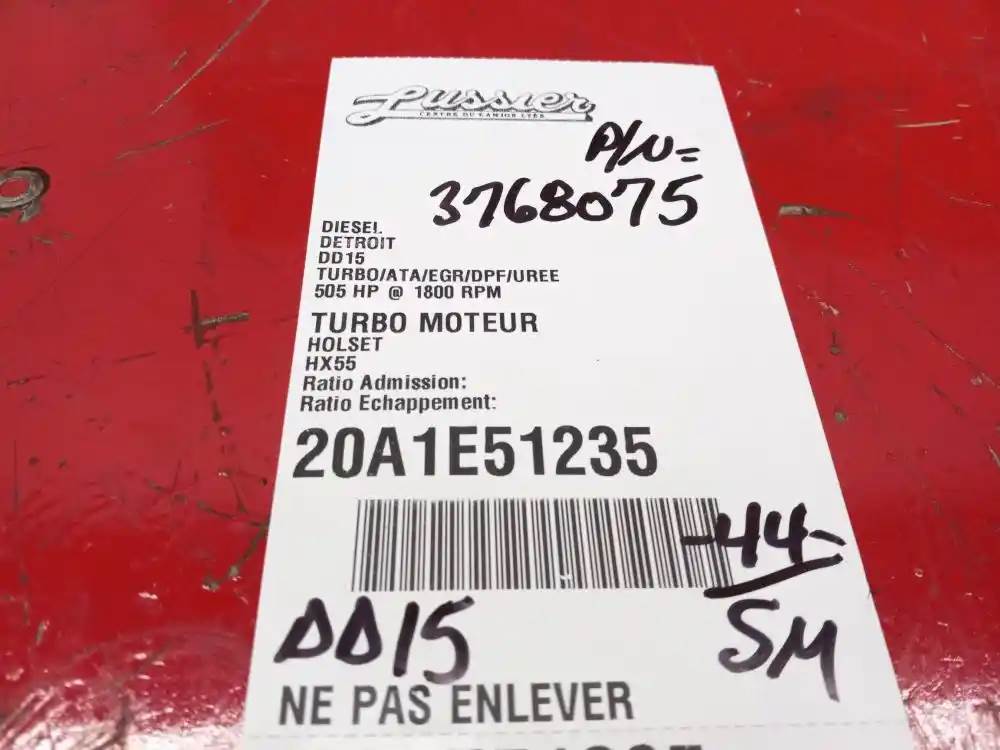 Lussier
CENTRE DU CAMION LTÉE
P/N=
3768075
DIESEL
DETROIT
DD15
TURBO/ATA/EGR/DPF/UREE
505 HP @ 1800 RPM
TURBO MOTEUR
HOLSET
HX55
Ratio Admission:
Ratio Echappement:
20A1E51235
-44-
SM
DD15
NE PAS ENLEVER